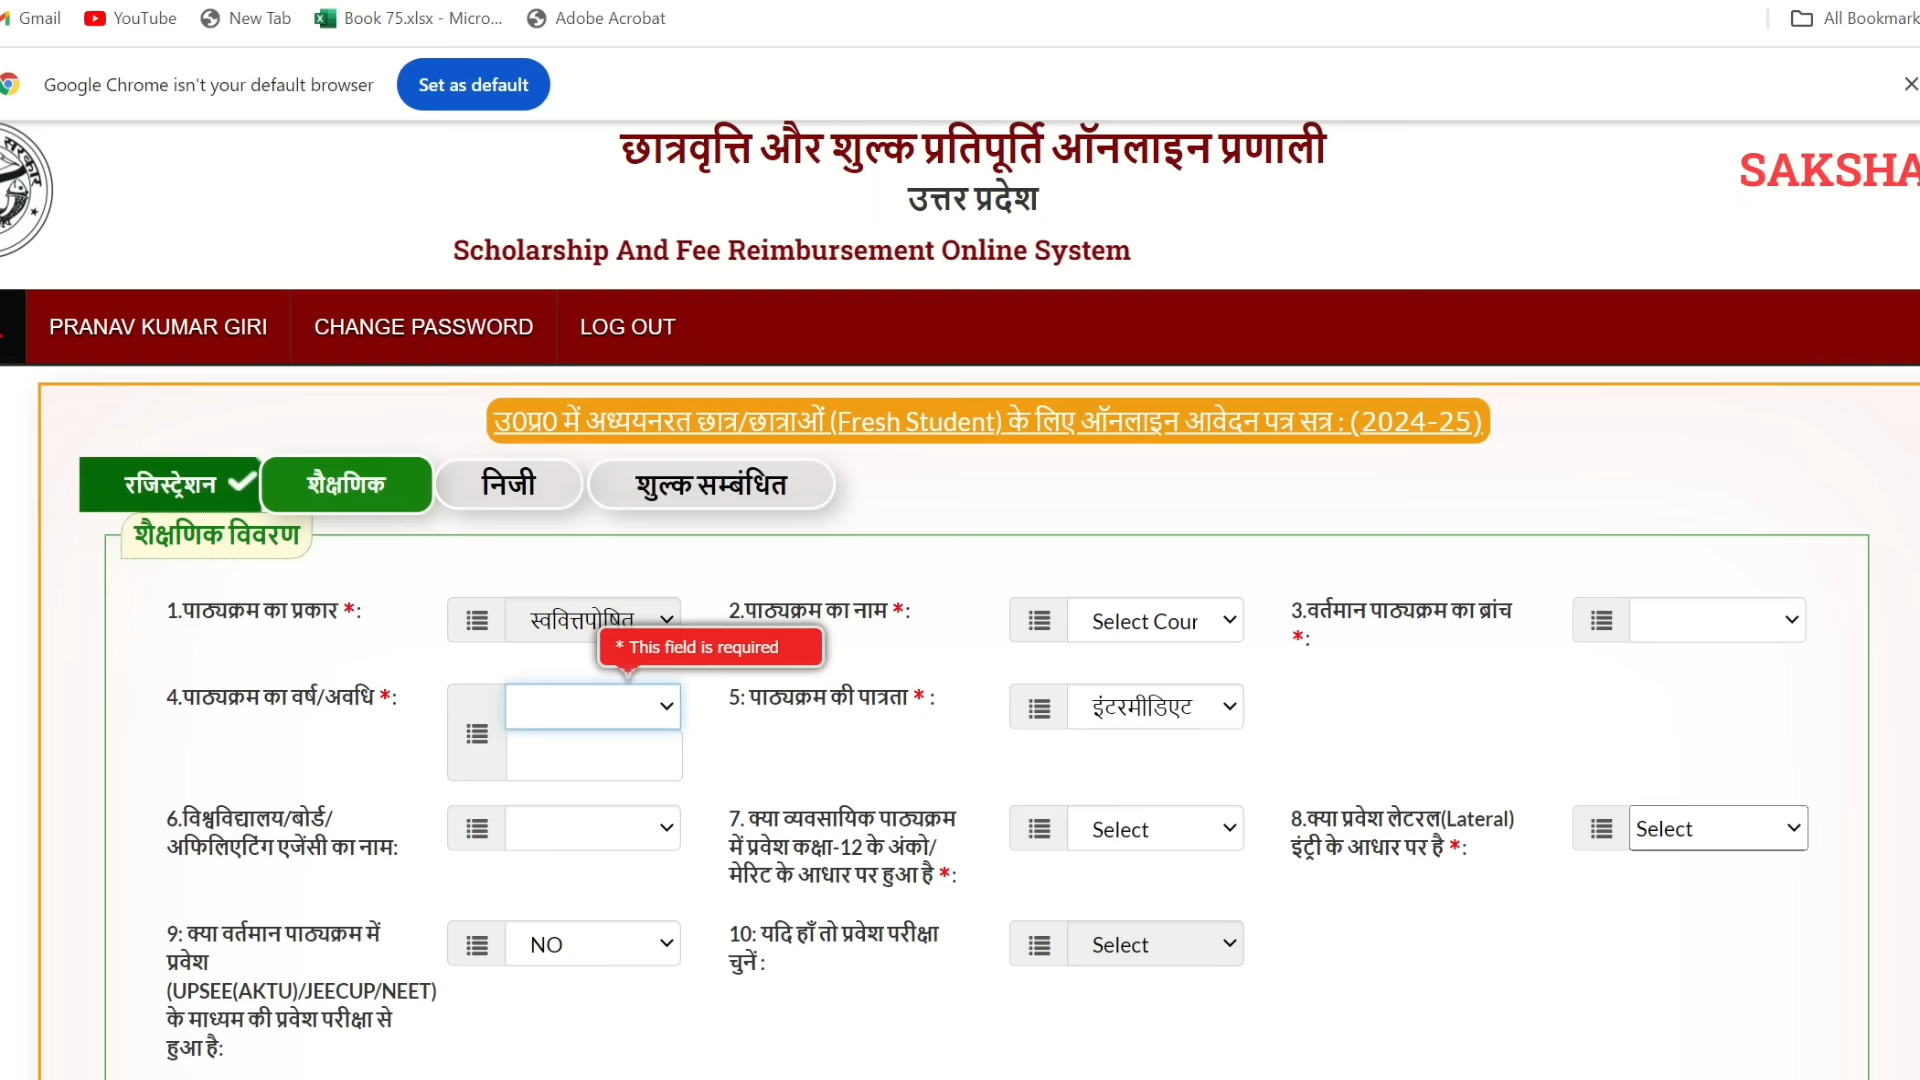 Gmail YouTube New Tab Book 75.xlsx - Micro... Adobe Acrobat All Bookmark
Google Chrome isn't your default browser Set as default
सरकार
छात्रवृत्ति और शुल्क प्रतिपूर्ति ऑनलाइन प्रणाली
उत्तर प्रदेश
SAKSHA
Scholarship And Fee Reimbursement Online System
PRANAV KUMAR GIRI CHANGE PASSWORD LOG OUT
उ0प्र0 में अध्ययनरत छात्र/छात्राओं (Fresh Student) के लिए ऑनलाइन आवेदन पत्र सत्र : (2024-25)
रजिस्ट्रेशन शैक्षणिक निजी शुल्क सम्बंधित
शैक्षणिक विवरण
1.पाठ्यक्रम का प्रकार *: स्ववित्तपोषित 2.पाठ्यक्रम का नाम *: Select Cour 3.वर्तमान पाठ्यक्रम का ब्रांच
*:
* This field is required
4.पाठ्यक्रम का वर्ष/अवधि *: 5: पाठ्यक्रम की पात्रता * : इंटरमीडिएट
6.विश्वविद्यालय/बोर्ड/
अफिलिएटिंग एजेंसी का नाम:
7. क्या व्यवसायिक पाठ्यक्रम
में प्रवेश कक्षा-12 के अंको/
मेरिट के आधार पर हुआ है *:
Select
8.क्या प्रवेश लेटरल(Lateral)
इंट्री के आधार पर है *:
Select
9: क्या वर्तमान पाठ्यक्रम में
प्रवेश
(UPSEE(AKTU)/JEECUP/NEET)
के माध्यम की प्रवेश परीक्षा से
हुआ है:
NO
10: यदि हाँ तो प्रवेश परीक्षा
चुनें :
Select